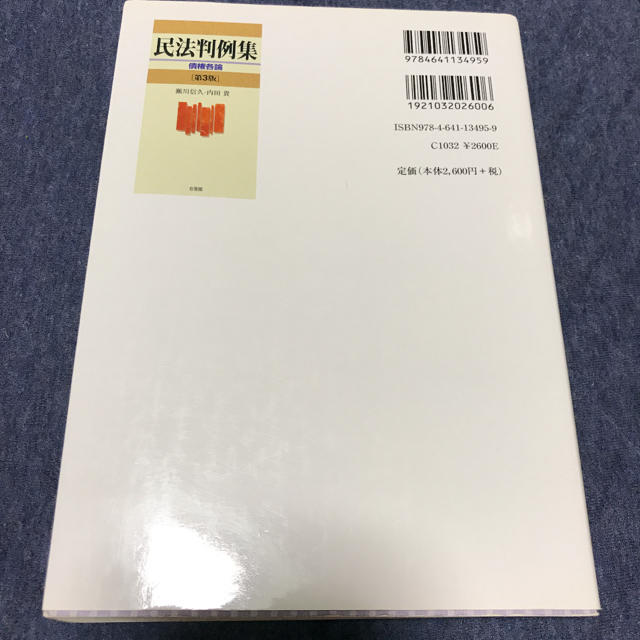 民法判例集
債権各論
[第3版]
瀬川信久・内田 貴
有斐閣
9784641134959
1921032026006
ISBN978-4-641-13495-9
C1032 ¥2600E
定価(本体2,600円+税)